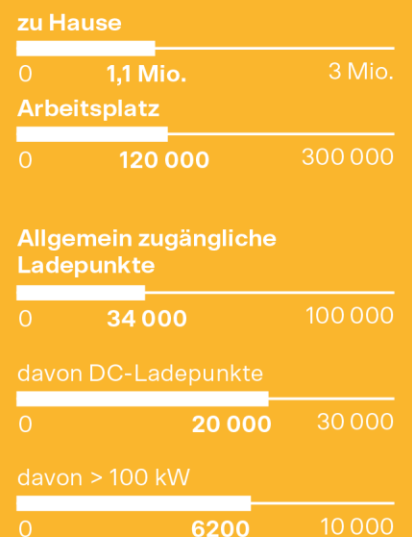 zu Hause
0 1,1 Mio. 3 Mio.
Arbeitsplatz
0 120 000 300 000
Allgemein zugängliche
Ladepunkte
0 34 000 100 000
davon DC-Ladepunkte
0 20 000 30 000
davon > 100 kW
0 6200 10 000